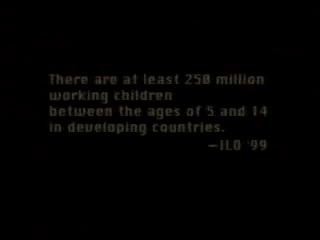 There are at least 250 million
working children
between the ages of 5 and 14
in developing countries.
—ILO '99